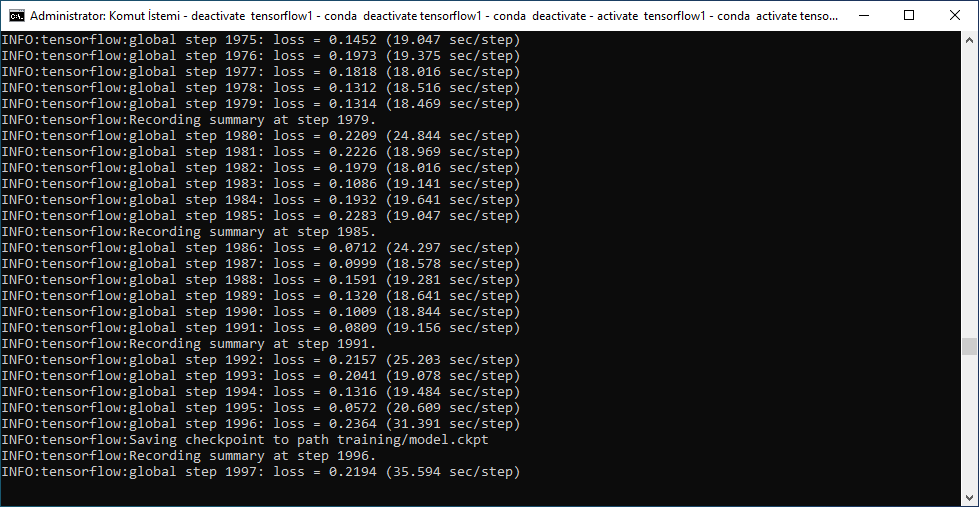 Administrator: Komut İstemi - deactivate tensorflow1 - conda deactivate tensorflow1 - conda deactivate - activate tensorflow1 - conda activate tenso...
INFO:tensorflow:global step 1975: loss = 0.1452 (19.047 sec/step)
INFO:tensorflow:global step 1976: loss = 0.1973 (19.375 sec/step)
INFO:tensorflow:global step 1977: loss = 0.1818 (18.016 sec/step)
INFO:tensorflow:global step 1978: loss = 0.1312 (18.516 sec/step)
INFO:tensorflow:global step 1979: loss = 0.1314 (18.469 sec/step)
INFO:tensorflow:Recording summary at step 1979.
INFO:tensorflow:global step 1980: loss = 0.2209 (24.844 sec/step)
INFO:tensorflow:global step 1981: loss = 0.2226 (18.969 sec/step)
INFO:tensorflow:global step 1982: loss = 0.1979 (18.016 sec/step)
INFO:tensorflow:global step 1983: loss = 0.1086 (19.141 sec/step)
INFO:tensorflow:global step 1984: loss = 0.1932 (19.641 sec/step)
INFO:tensorflow:global step 1985: loss = 0.2283 (19.047 sec/step)
INFO:tensorflow:Recording summary at step 1985.
INFO:tensorflow:global step 1986: loss = 0.0712 (24.297 sec/step)
INFO:tensorflow:global step 1987: loss = 0.0999 (18.578 sec/step)
INFO:tensorflow:global step 1988: loss = 0.1591 (19.281 sec/step)
INFO:tensorflow:global step 1989: loss = 0.1320 (18.641 sec/step)
INFO:tensorflow:global step 1990: loss = 0.1009 (18.844 sec/step)
INFO:tensorflow:global step 1991: loss = 0.0809 (19.156 sec/step)
INFO:tensorflow:Recording summary at step 1991.
INFO:tensorflow:global step 1992: loss = 0.2157 (25.203 sec/step)
INFO:tensorflow:global step 1993: loss = 0.2041 (19.078 sec/step)
INFO:tensorflow:global step 1994: loss = 0.1316 (19.484 sec/step)
INFO:tensorflow:global step 1995: loss = 0.0572 (20.609 sec/step)
INFO:tensorflow:global step 1996: loss = 0.2364 (31.391 sec/step)
INFO:tensorflow:Saving checkpoint to path training/model.ckpt
INFO:tensorflow:Recording summary at step 1996.
INFO:tensorflow:global step 1997: loss = 0.2194 (35.594 sec/step)